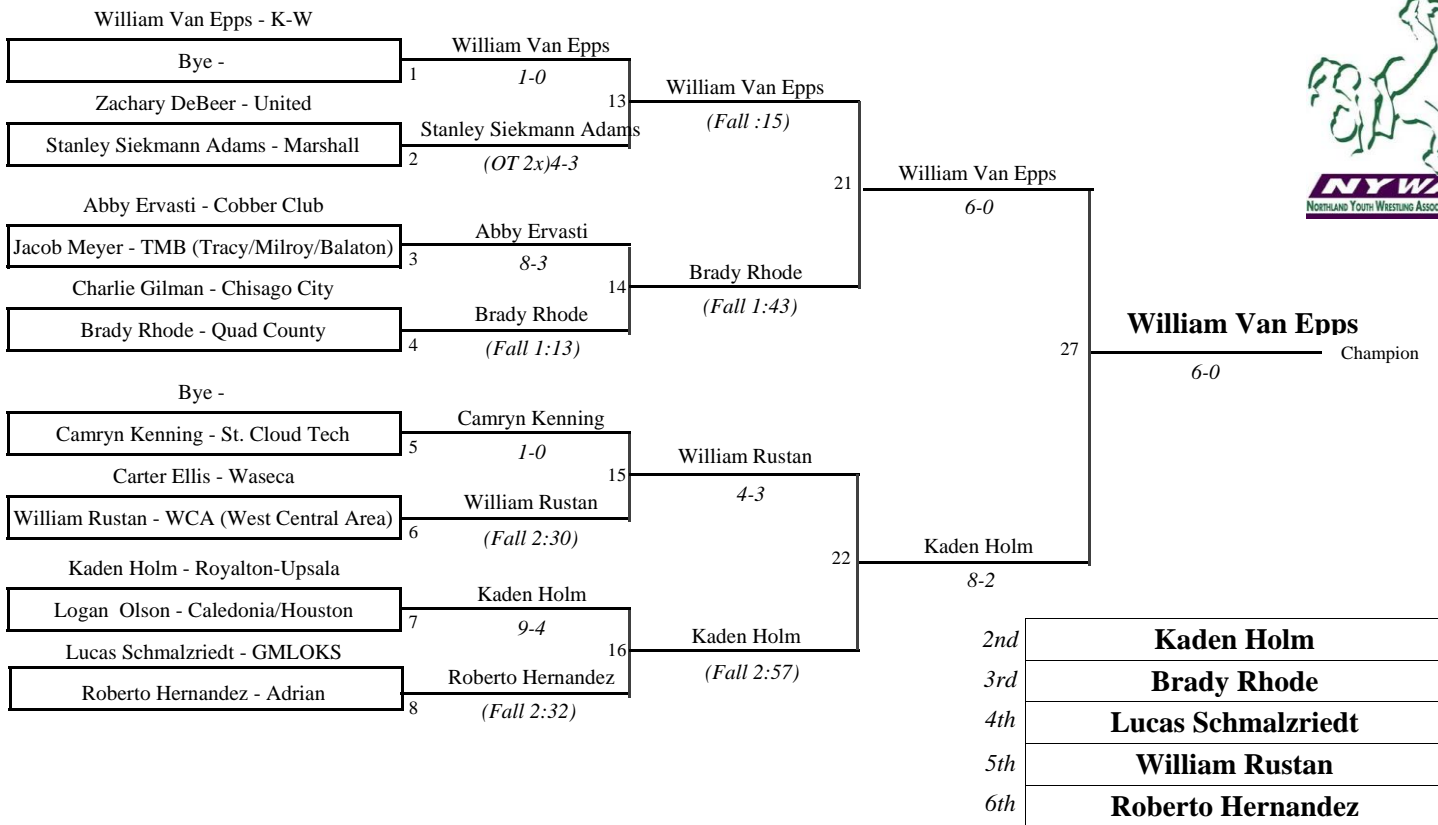 William Van Epps - K-W
Bye -
1
William Van Epps
1-0
Zachary DeBeer - United
Stanley Siekmann Adams - Marshall
2
Stanley Siekmann Adams
(OT 2x)4-3
13
William Van Epps
(Fall :15)
Abby Ervasti - Cobber Club
Jacob Meyer - TMB (Tracy/Milroy/Balaton)
3
Abby Ervasti
8-3
Charlie Gilman - Chisago City
Brady Rhode - Quad County
4
Brady Rhode
(Fall 1:13)
14
Brady Rhode
(Fall 1:43)
21
William Van Epps
6-0
Bye -
Camryn Kenning - St. Cloud Tech
5
Camryn Kenning
1-0
Carter Ellis - Waseca
William Rustan - WCA (West Central Area)
6
William Rustan
(Fall 2:30)
15
William Rustan
4-3
Kaden Holm - Royalton-Upsala
Logan  Olson - Caledonia/Houston
7
Kaden Holm
9-4
Lucas Schmalzriedt - GMLOKS
Roberto Hernandez - Adrian
8
Roberto Hernandez
(Fall 2:32)
16
Kaden Holm
(Fall 2:57)
22
Kaden Holm
8-2
27
William Van Epps
Champion
6-0
NYW
NORTHLAND YOUTH WRESTLING
2nd Kaden Holm
3rd Brady Rhode
4th Lucas Schmalzriedt
5th William Rustan
6th Roberto Hernandez